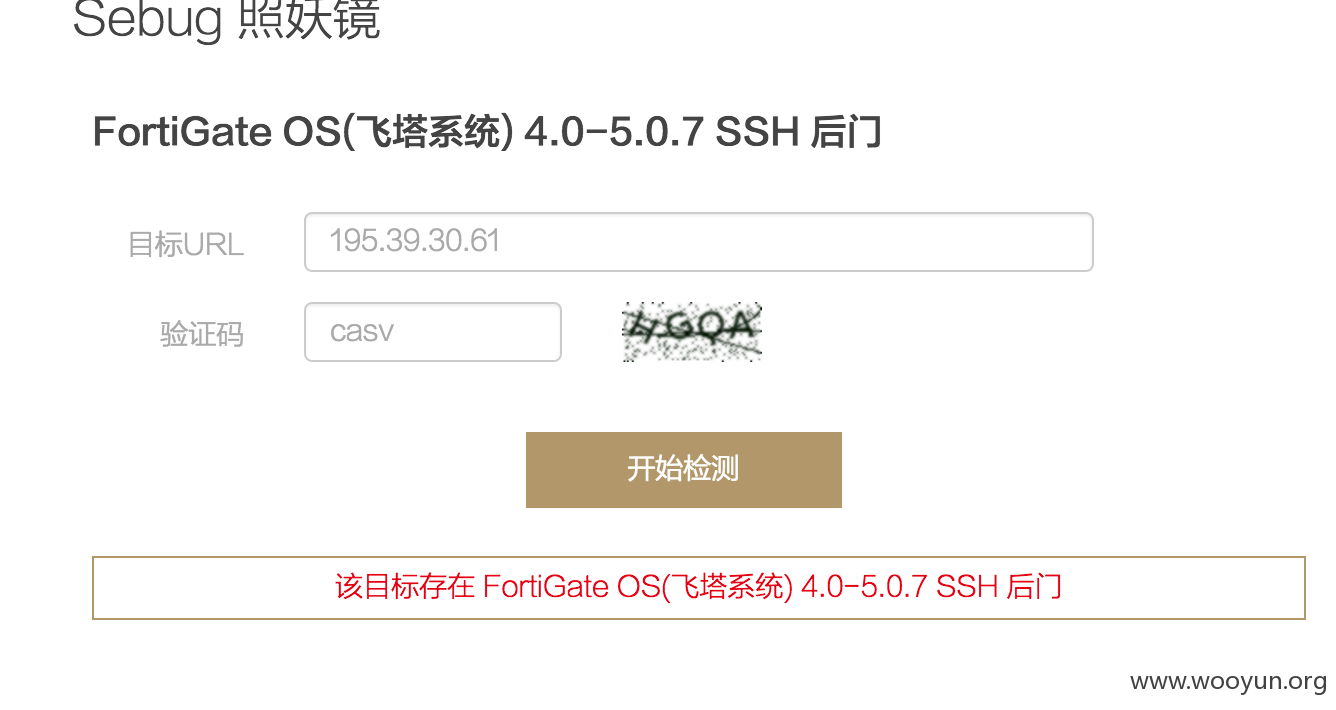 Sebug 照妖镜
FortiGate OS(飞塔系统) 4.0-5.0.7 SSH 后门
目标URL 195.39.30.61
验证码 casv 4GQA
开始检测
该目标存在 FortiGate OS(飞塔系统) 4.0-5.0.7 SSH 后门
www.wooyun.org